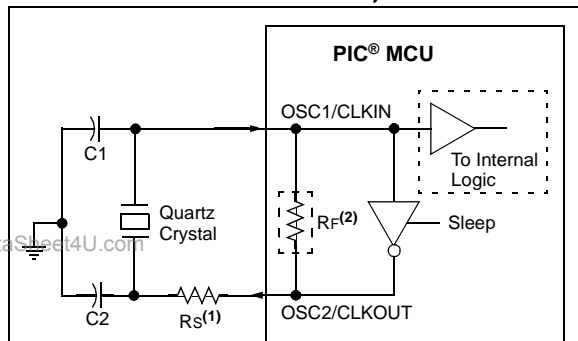 PIC® MCU
OSC1/CLKIN
C1
To Internal
Logic
Quartz
Crystal
RF(2)
Sleep
taSheet4U.com
C2
RS(1)
OSC2/CLKOUT